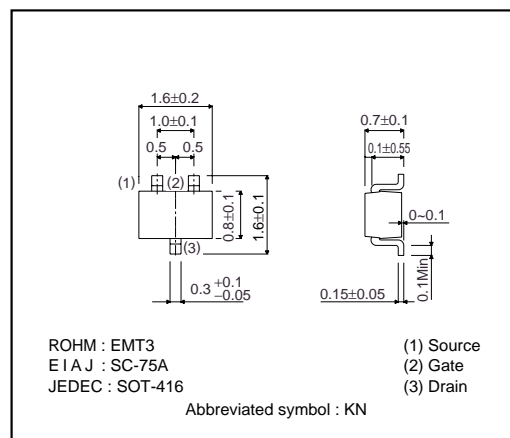 1.6±0.2
1.0±0.1
0.5 0.5
(1) (2)
(3)
0.8±0.1
1.6±0.1
0.3 +0.1
−0.05
0.7±0.1
0.1±0.55
0~0.1
0.15±0.05
0.1Min
ROHM : EMT3
E I A J : SC-75A
JEDEC : SOT-416
(1) Source
(2) Gate
(3) Drain
Abbreviated symbol : KN